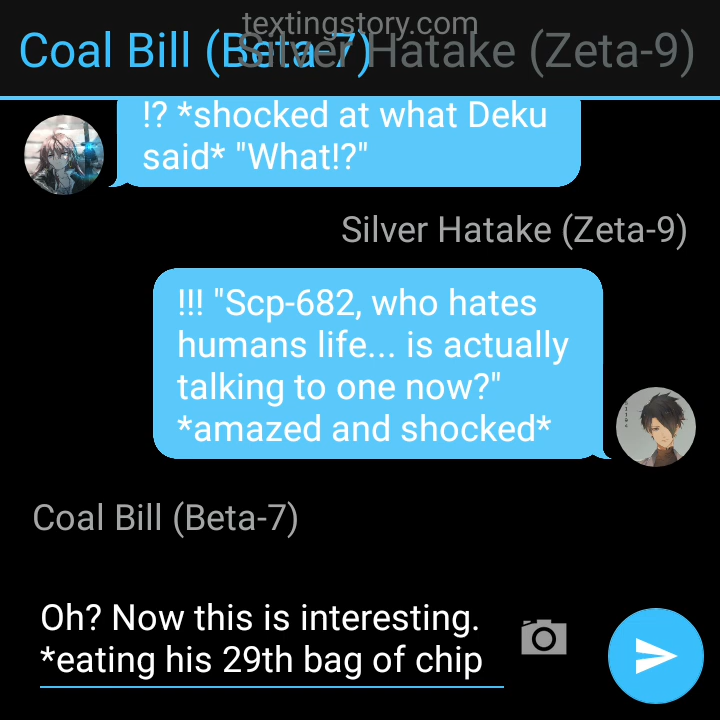 textingstory.com
Coal Bill (Beta-7)
Silver Hatake (Zeta-9)
!? *shocked at what Deku
said* "What!?"
Silver Hatake (Zeta-9)
!!! "Scp-682, who hates
humans life... is actually
talking to one now?"
*amazed and shocked*
Coal Bill (Beta-7)
Oh? Now this is interesting.
*eating his 29th bag of chip